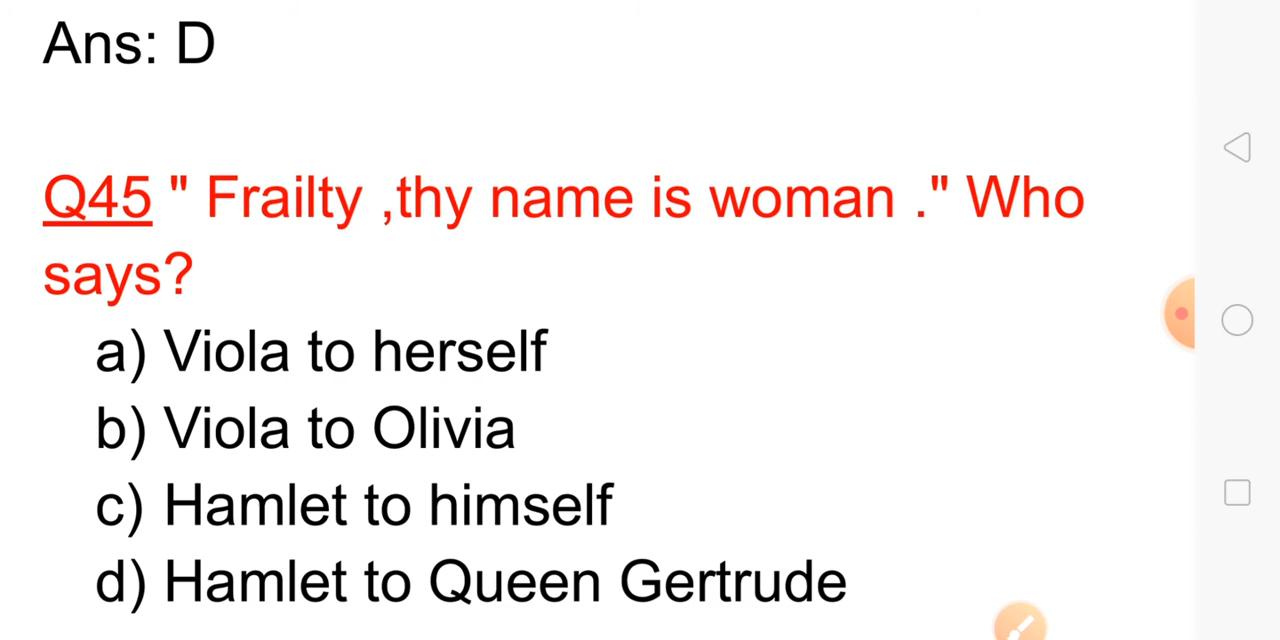 Ans: D
Q45 " Frailty ,thy name is woman ." Who
says?
a) Viola to herself
b) Viola to Olivia
c) Hamlet to himself
d) Hamlet to Queen Gertrude